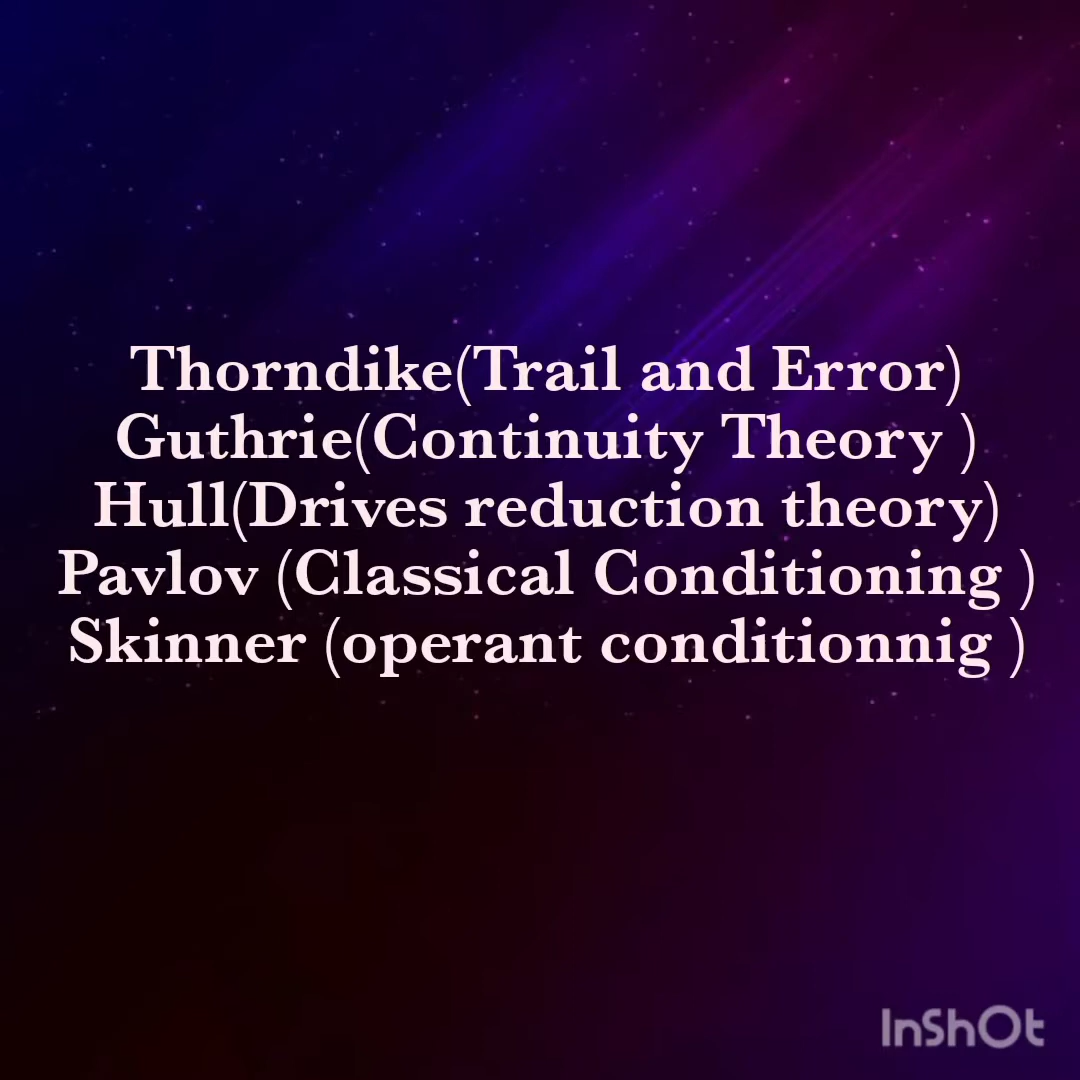 Thorndike(Trail and Error)
Guthrie(Continuity Theory )
Hull(Drives reduction theory)
Pavlov (Classical Conditioning )
Skinner (operant conditionnig )
InShOt